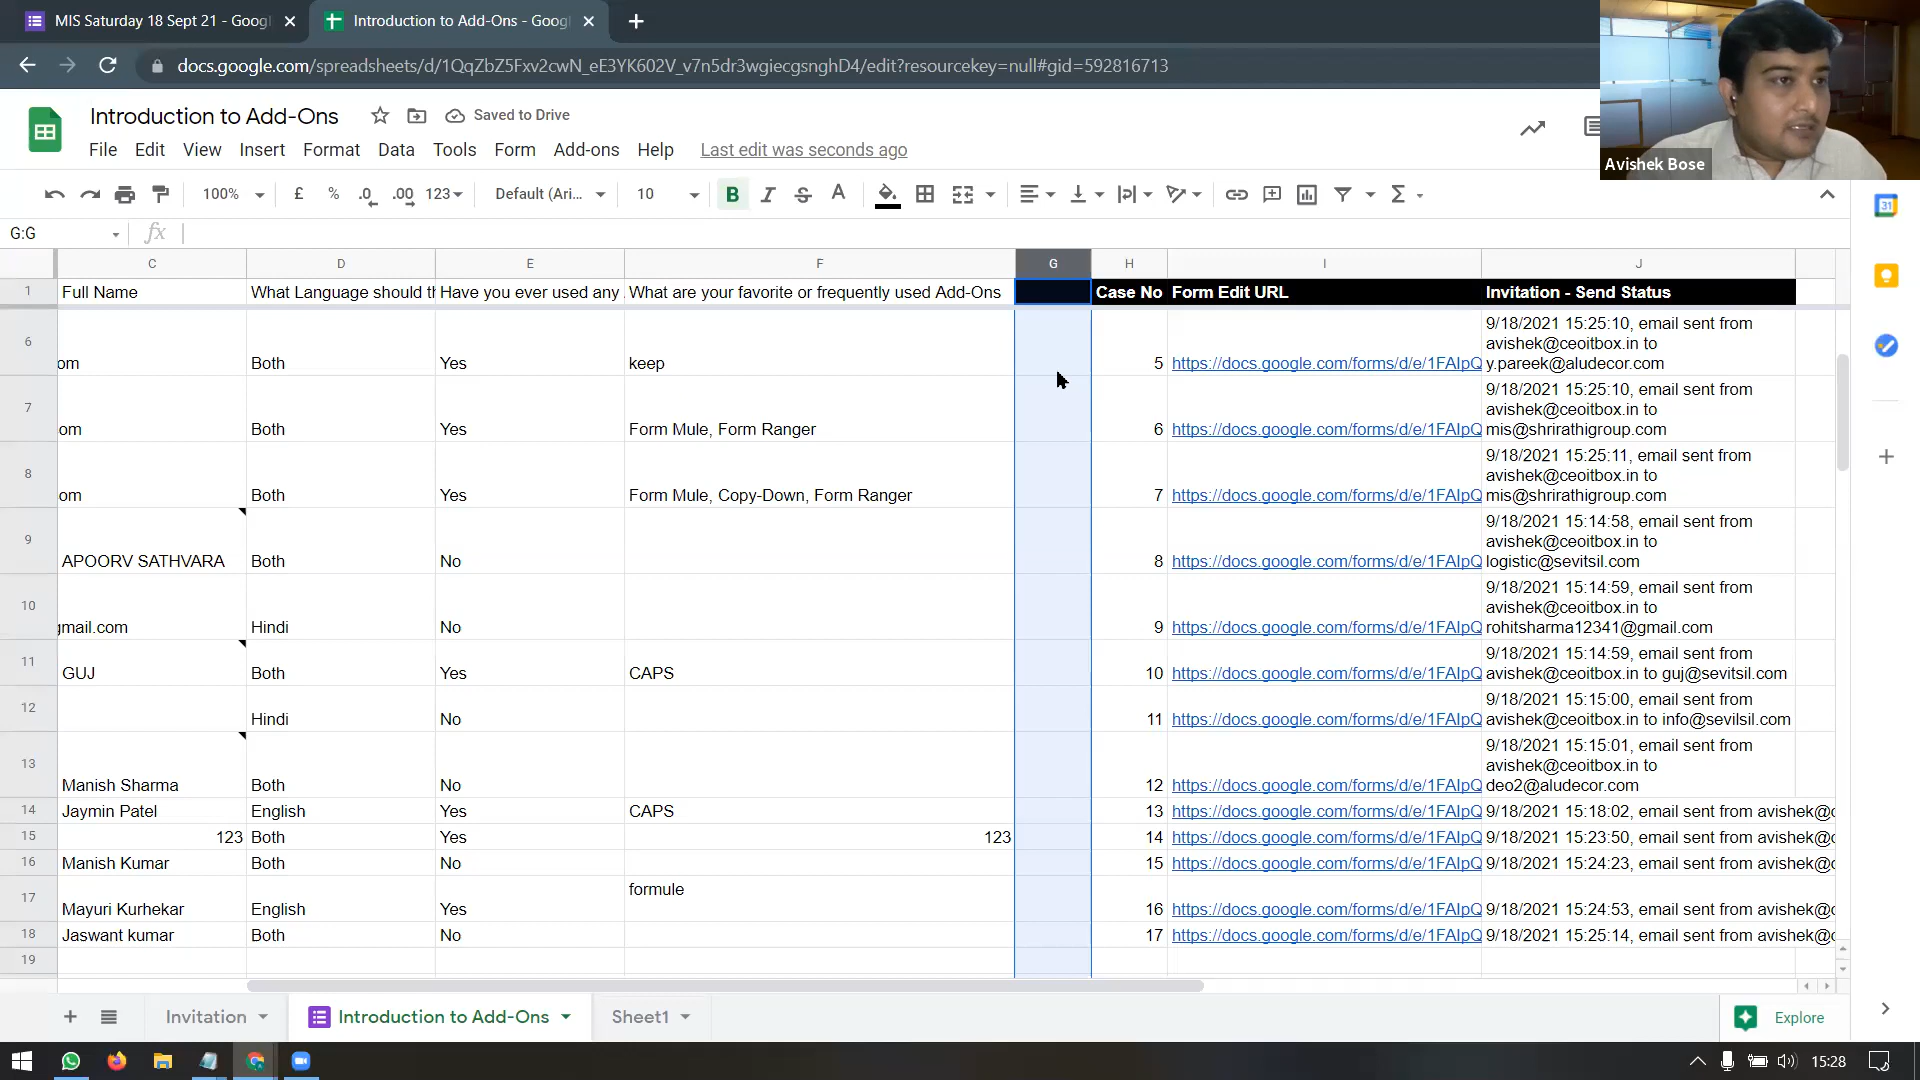 MIS Saturday 18 Sept 21 - Googl
Introduction to Add-Ons - Goog
docs.google.com/spreadsheets/d/1QqZbZ5Fxv2cwN_eE3YK602V_v7n5dr3wgiecgsnghD4/edit?resourcekey=null#gid=592816713
Introduction to Add-Ons
Saved to Drive
File Edit View Insert Format Data Tools Form Add-ons Help
Last edit was seconds ago
Avishek Bose
100% £ % .0 .00 123 Default (Ari... 10 B I S A
31
G:G fx
C D E F G H I J
1 Full Name What Language should th Have you ever used any What are your favorite or frequently used Add-Ons Case No Form Edit URL Invitation - Send Status
6 om Both Yes keep 5 https://docs.google.com/forms/d/e/1FAIpQ 9/18/2021 15:25:10, email sent from
avishek@ceoitbox.in to
y.pareek@aludecor.com
7 om Both Yes Form Mule, Form Ranger 6 https://docs.google.com/forms/d/e/1FAIpQ 9/18/2021 15:25:10, email sent from
avishek@ceoitbox.in to
mis@shrirathigroup.com
8 om Both Yes Form Mule, Copy-Down, Form Ranger 7 https://docs.google.com/forms/d/e/1FAIpQ 9/18/2021 15:25:11, email sent from
avishek@ceoitbox.in to
mis@shrirathigroup.com
9 APOORV SATHVARA Both No 8 https://docs.google.com/forms/d/e/1FAIpQ 9/18/2021 15:14:58, email sent from
avishek@ceoitbox.in to
logistic@sevitsil.com
10 gmail.com Hindi No 9 https://docs.google.com/forms/d/e/1FAIpQ 9/18/2021 15:14:59, email sent from
avishek@ceoitbox.in to
rohitsharma12341@gmail.com
11 GUJ Both Yes CAPS 10 https://docs.google.com/forms/d/e/1FAIpQ 9/18/2021 15:14:59, email sent from
avishek@ceoitbox.in to guj@sevitsil.com
12 Hindi No 11 https://docs.google.com/forms/d/e/1FAIpQ 9/18/2021 15:15:00, email sent from
avishek@ceoitbox.in to info@sevilsil.com
13 Manish Sharma Both No 12 https://docs.google.com/forms/d/e/1FAIpQ 9/18/2021 15:15:01, email sent from
avishek@ceoitbox.in to
deo2@aludecor.com
14 Jaymin Patel English Yes CAPS 13 https://docs.google.com/forms/d/e/1FAIpQ 9/18/2021 15:18:02, email sent from avishek@c
15 123 Both Yes 123 14 https://docs.google.com/forms/d/e/1FAIpQ 9/18/2021 15:23:50, email sent from avishek@c
16 Manish Kumar Both No 15 https://docs.google.com/forms/d/e/1FAIpQ 9/18/2021 15:24:23, email sent from avishek@c
17 Mayuri Kurhekar English Yes formule 16 https://docs.google.com/forms/d/e/1FAIpQ 9/18/2021 15:24:53, email sent from avishek@c
18 Jaswant kumar Both No 17 https://docs.google.com/forms/d/e/1FAIpQ 9/18/2021 15:25:14, email sent from avishek@c
19
Invitation Introduction to Add-Ons Sheet1 Explore
15:28